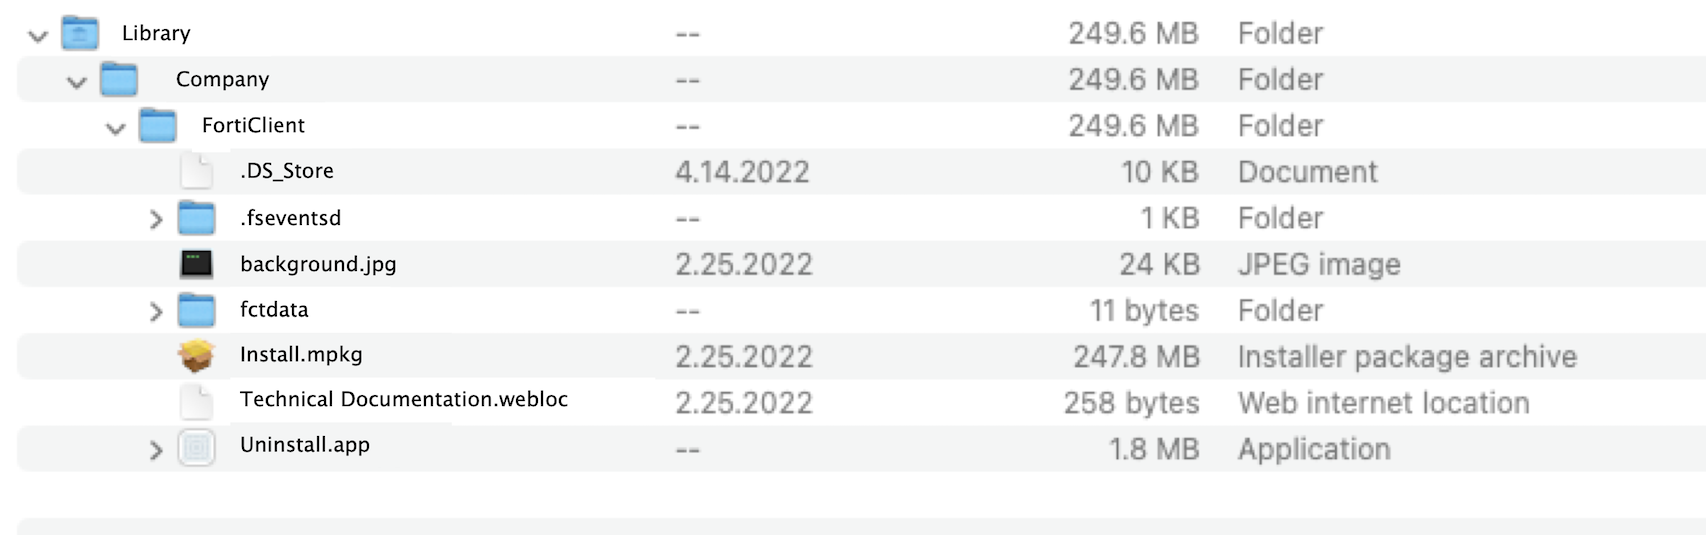 Library -- 249.6 MB Folder
Company -- 249.6 MB Folder
FortiClient -- 249.6 MB Folder
.DS_Store 4.14.2022 10 KB Document
.fseventsd -- 1 KB Folder
background.jpg 2.25.2022 24 KB JPEG image
fctdata -- 11 bytes Folder
Install.mpkg 2.25.2022 247.8 MB Installer package archive
Technical Documentation.webloc 2.25.2022 258 bytes Web internet location
Uninstall.app -- 1.8 MB Application